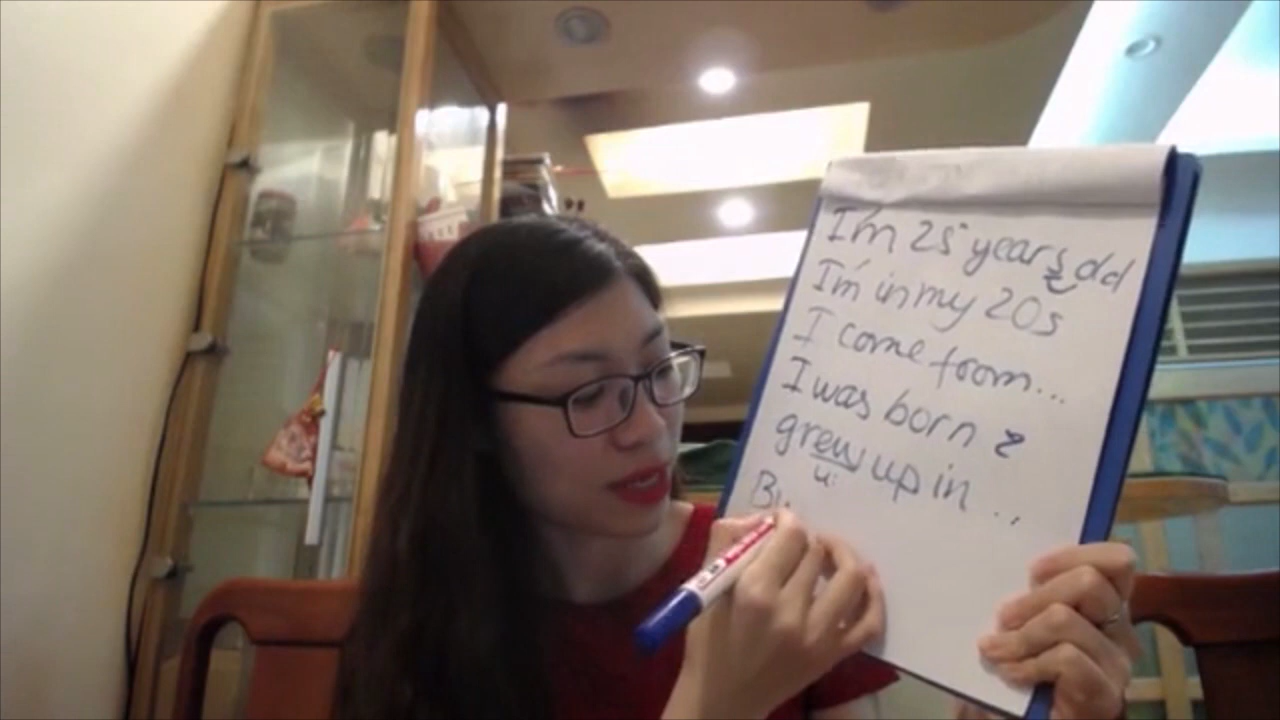 I'm 25 years old
I'm in my 20s
I come from...
I was born &
grew up in ...
u: